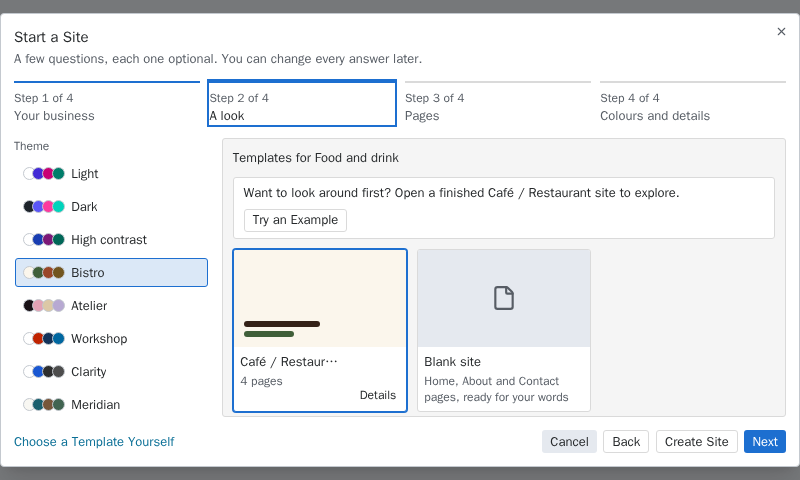 Start a Site
A few questions, each one optional. You can change every answer later.
Step 1 of 4
Your business
Step 2 of 4
A look
Step 3 of 4
Pages
Step 4 of 4
Colours and details
Theme
Light
Dark
High contrast
Bistro
Atelier
Workshop
Clarity
Meridian
Templates for Food and drink
Want to look around first? Open a finished Café / Restaurant site to explore.
Try an Example
Café / Restaur···
4 pages
Details
Blank site
Home, About and Contact
pages, ready for your words
Choose a Template Yourself
Cancel
Back
Create Site
Next